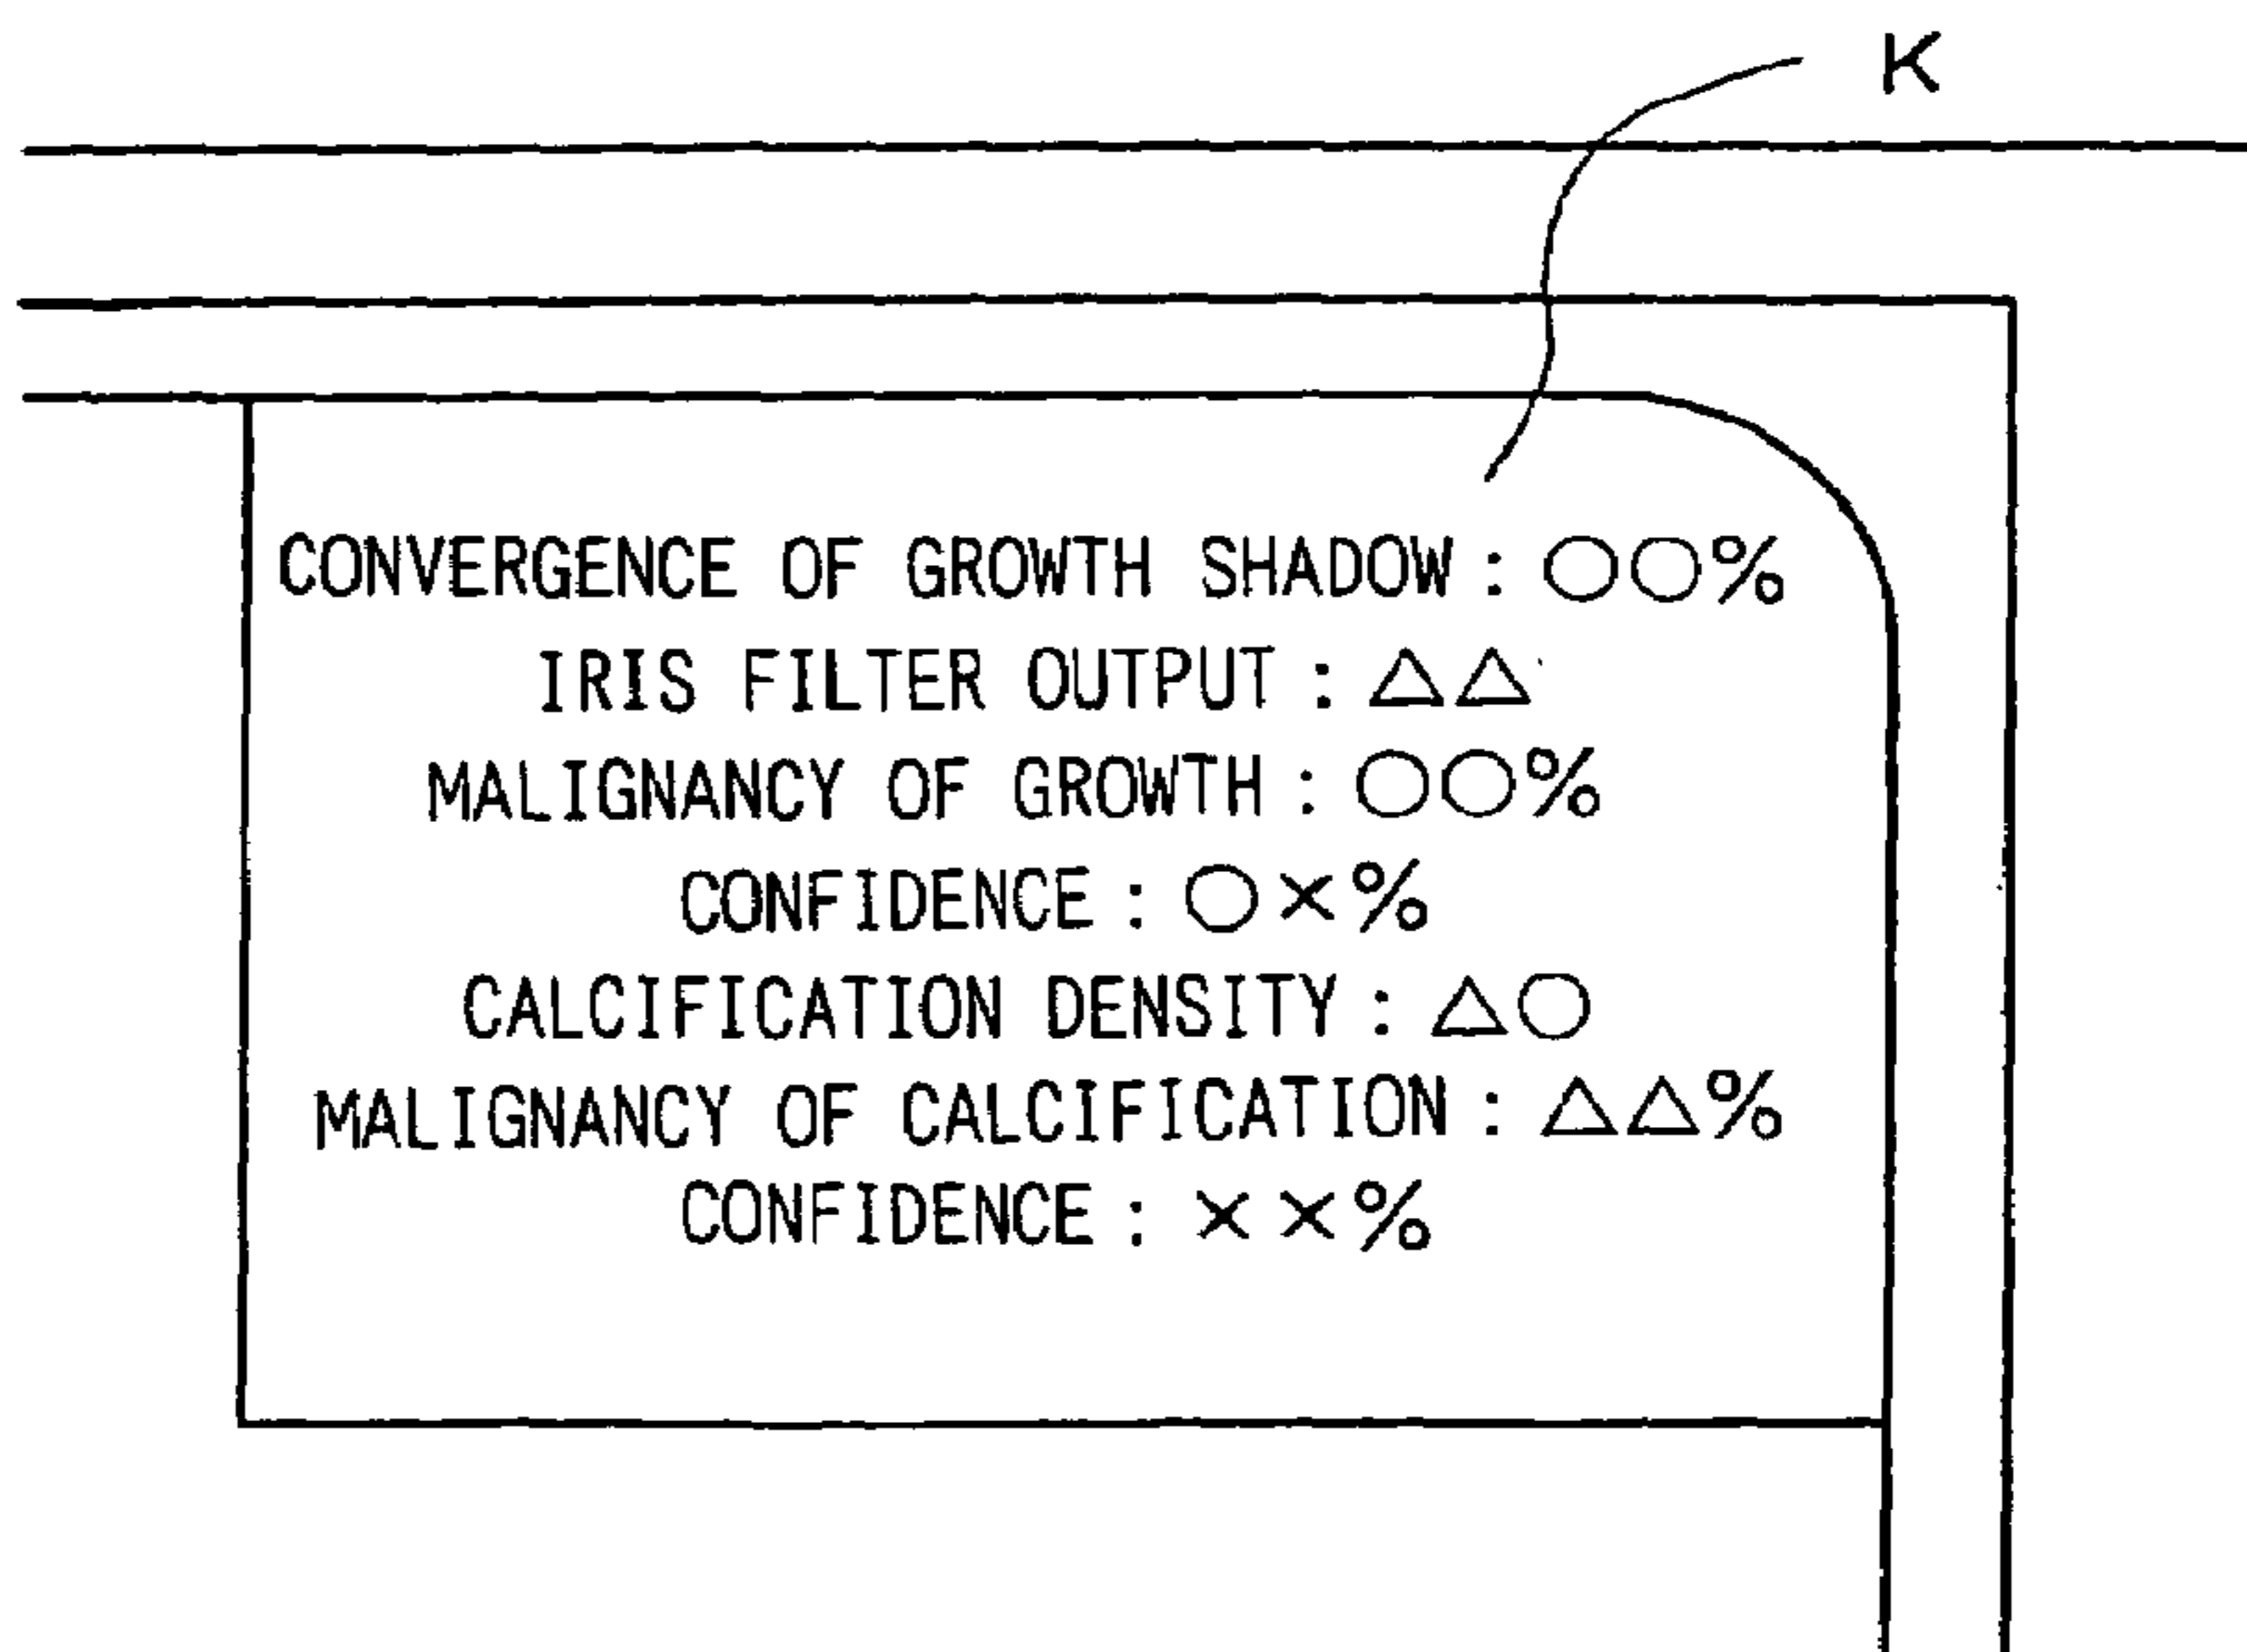 K
CONVERGENCE OF GROWTH SHADOW : ○○%
IRIS FILTER OUTPUT : △△
MALIGNANCY OF GROWTH : ○○%
CONFIDENCE : ○×%
CALCIFICATION DENSITY : △○
MALIGNANCY OF CALCIFICATION : △△%
CONFIDENCE : ××%